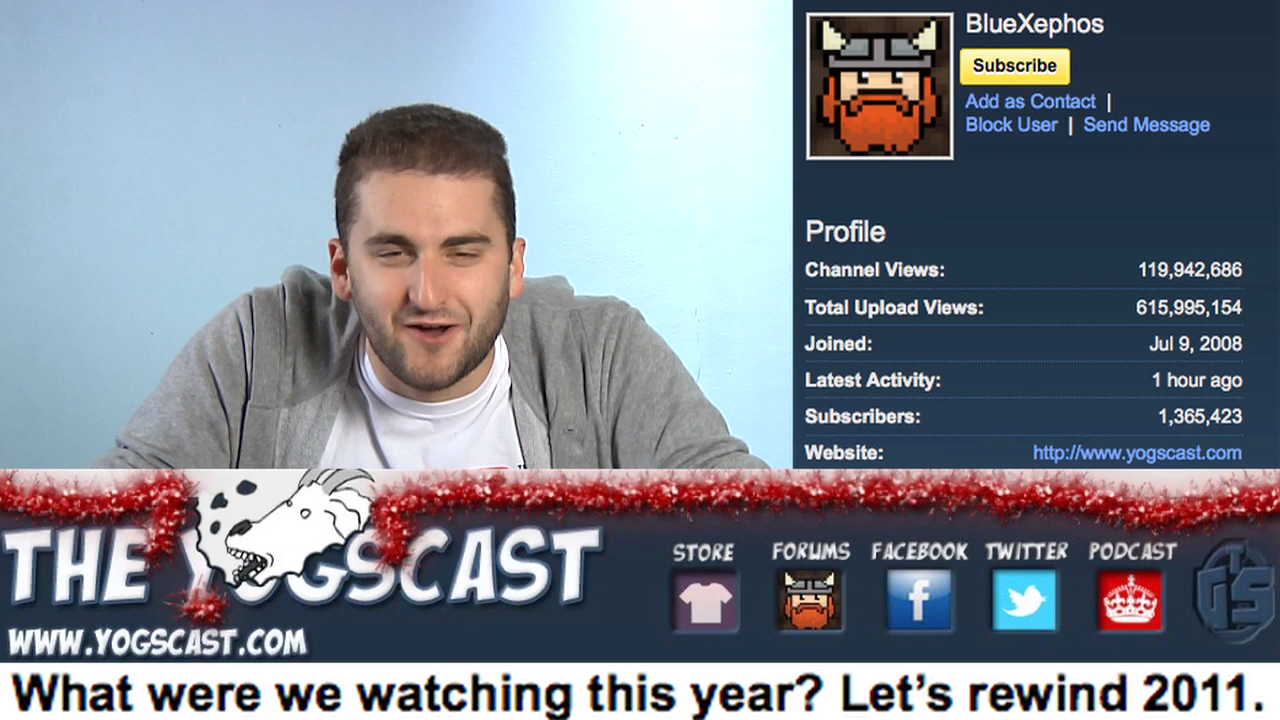 BlueXephos
Subscribe
Add as Contact |
Block User | Send Message
Profile
Channel Views: 119,942,686
Total Upload Views: 615,995,154
Joined: Jul 9, 2008
Latest Activity: 1 hour ago
Subscribers: 1,365,423
Website: http://www.yogscast.com
THE YOGSCAST
STORE FORUMS FACEBOOK TWITTER PODCAST
WWW.YOGSCAST.COM
What were we watching this year? Let's rewind 2011.